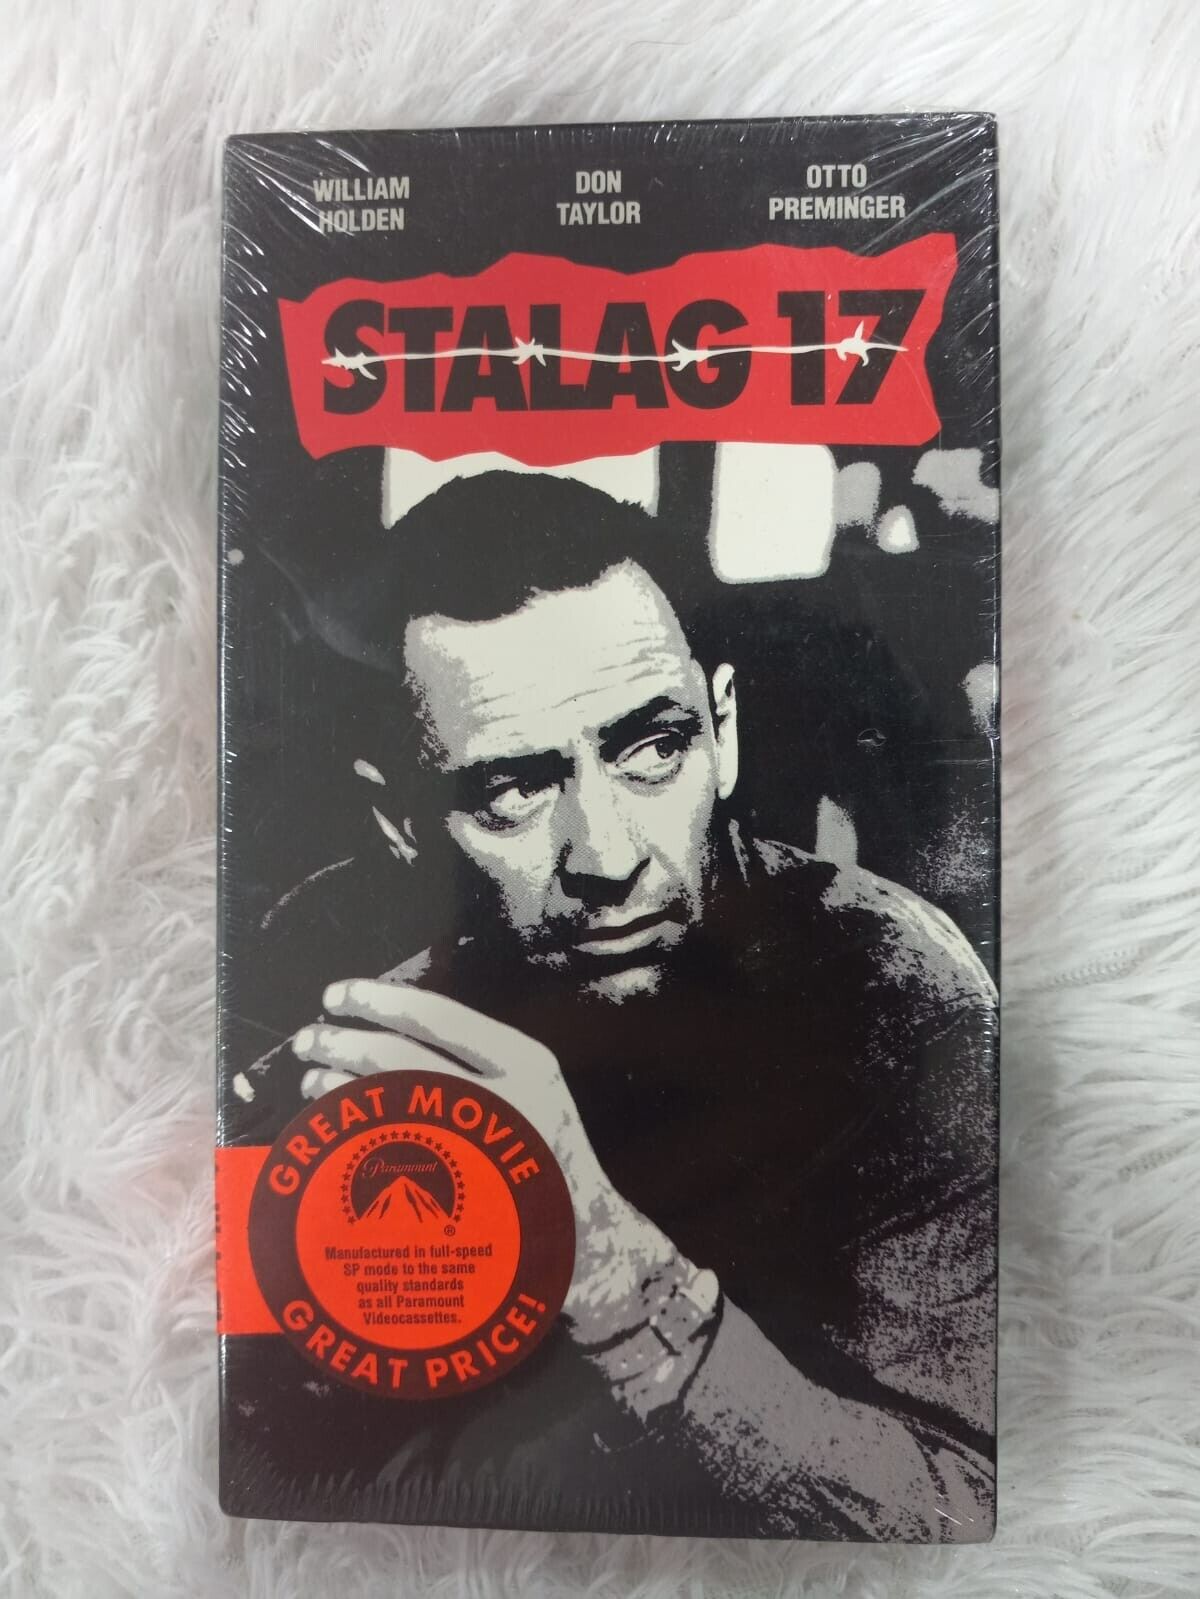 WILLIAM
HOLDEN
DON
TAYLOR
OTTO
PREMINGER
STALAG 17
GREAT MOVIE
Paramount
®
Manufactured in full-speed
SP mode to the same
quality standards
as all Paramount
Videocassettes.
GREAT PRICE!